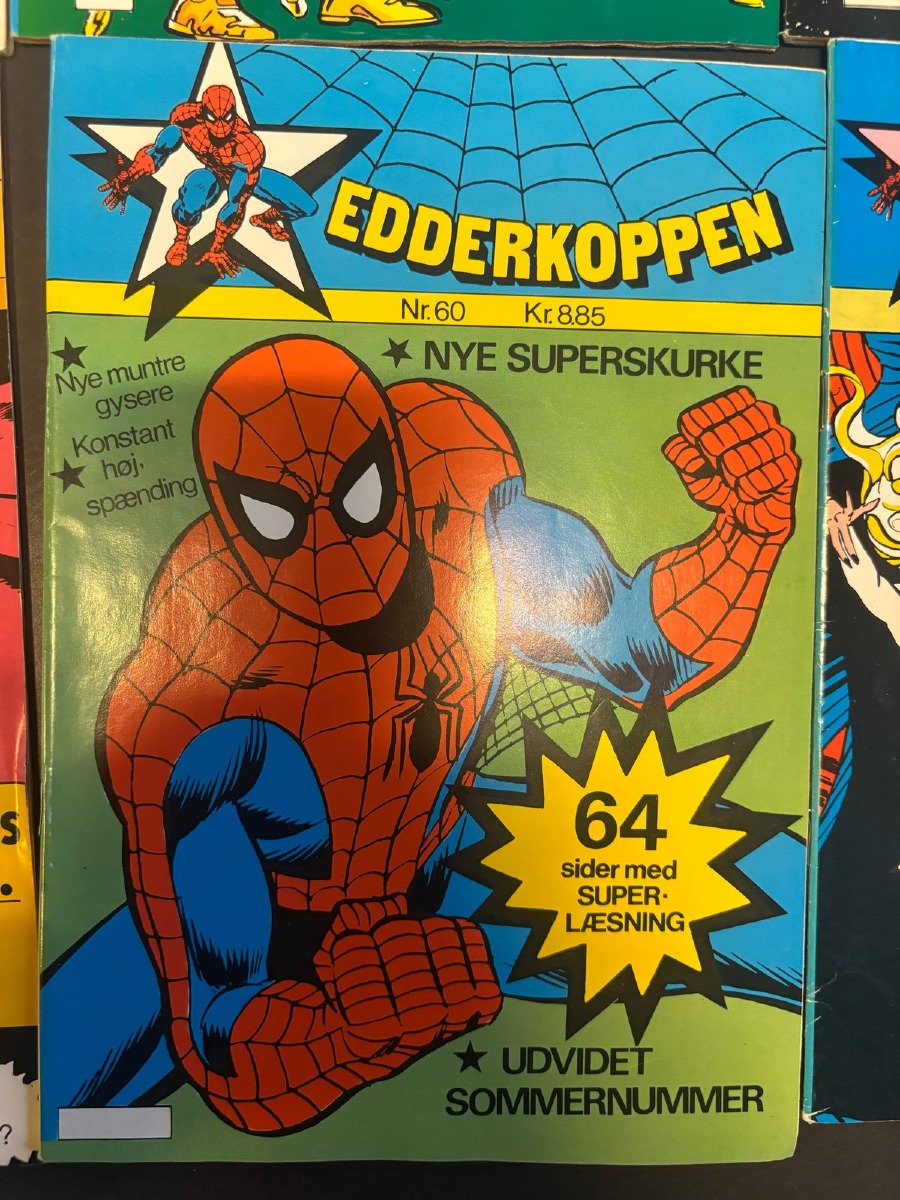 EDDERKOPPEN
Nr. 60 Kr. 8.85
★ NYE SUPERSKURKE
★
Nye muntre
gysere
Konstant
★ høj·
spænding
64
sider med
SUPER·
LÆSNING
★ UDVIDET
SOMMERNUMMER
S
.
?